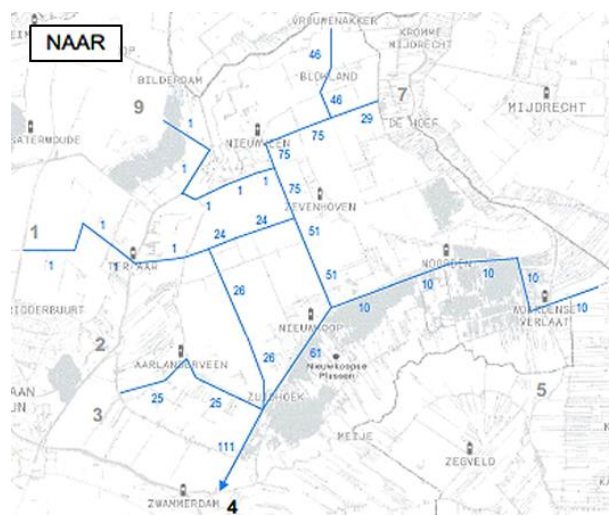 VROUWENAKKER
NAAR
46
KROMME
MIJDRECHT
BLOKLAND
BILDERDAM
7
46
MIJDRECHT
9
29
75
DE HOEF
1
NIEUWVEEN
75
1
1
75
ZEVENHOVEN
1
1
24
24
1
51
1
1
1
TER AAR
NOORDEN
26
51
10
10
10
10
10
RIDDERBUURT
NIEUWKOOP
NOORDENSE
VERLAAT
2
26
61
AARLANDERVEEN
Nieuwkoopse
Plassen
25
25
ZUIDHOEK
5
3
MEIJE
111
ZEGVELD
ZWAMMERDAM
4